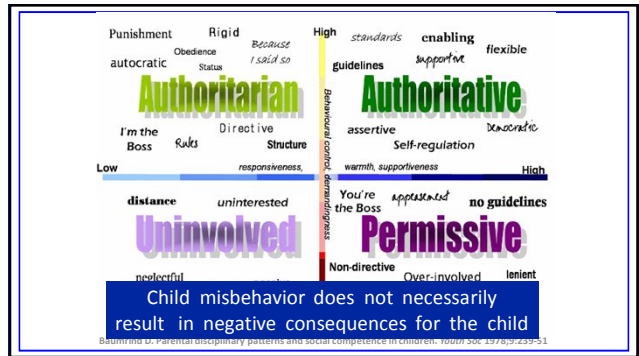 Punishment Rigid
Obedience
Because
I said so
autocratic Status
Authoritarian
I'm the
Boss
Rules Directive Structure
High
standards enabling
flexible
guidelines supportive
Authoritative
assertive Democratic
Self-regulation
Behavioural control, demandingness
Low responsiveness, warmth, supportiveness High
distance uninterested
Uninvolved
neglectful
You're
the Boss
appeasement no guidelines
Permissive
Non-directive Over-involved lenient
Child misbehavior does not necessarily
result in negative consequences for the child
Baumrind D. Parental disciplinary patterns and social competence in children. Youth Soc 1978;9:239-51